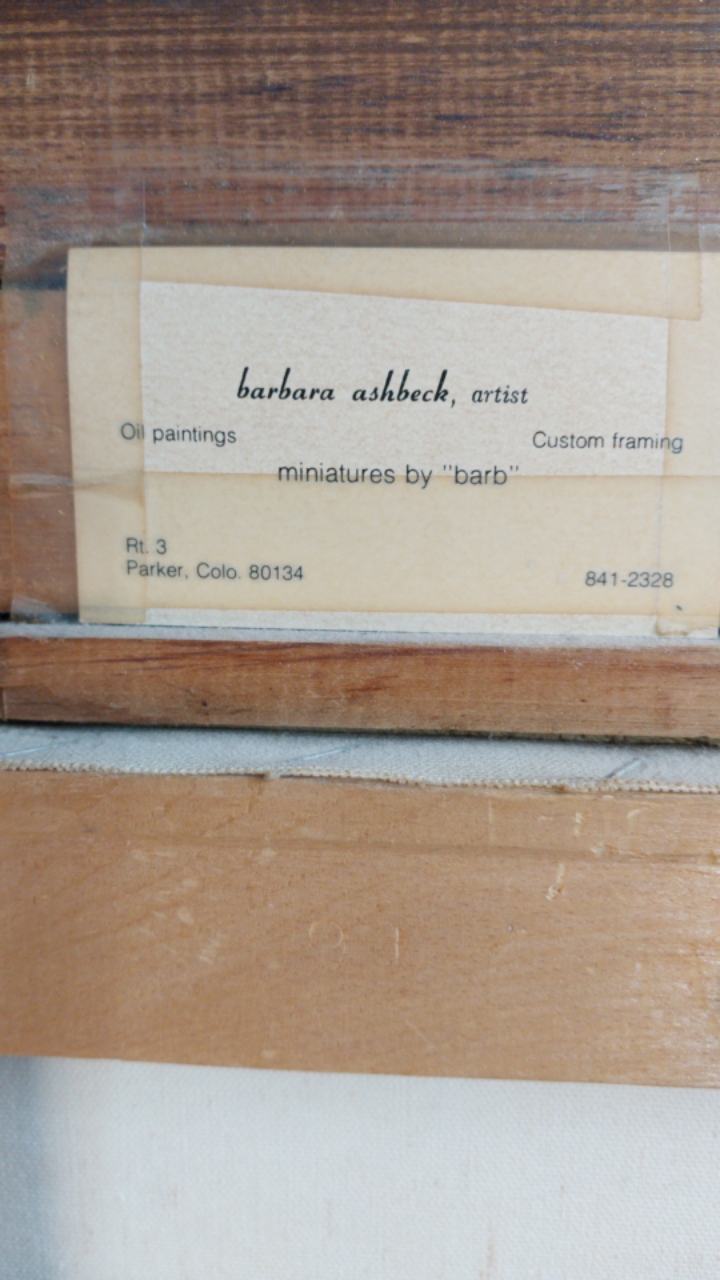 barbara ashbeck, artist
Oil paintings Custom framing
miniatures by "barb"
Rt. 3
Parker, Colo. 80134 841-2328